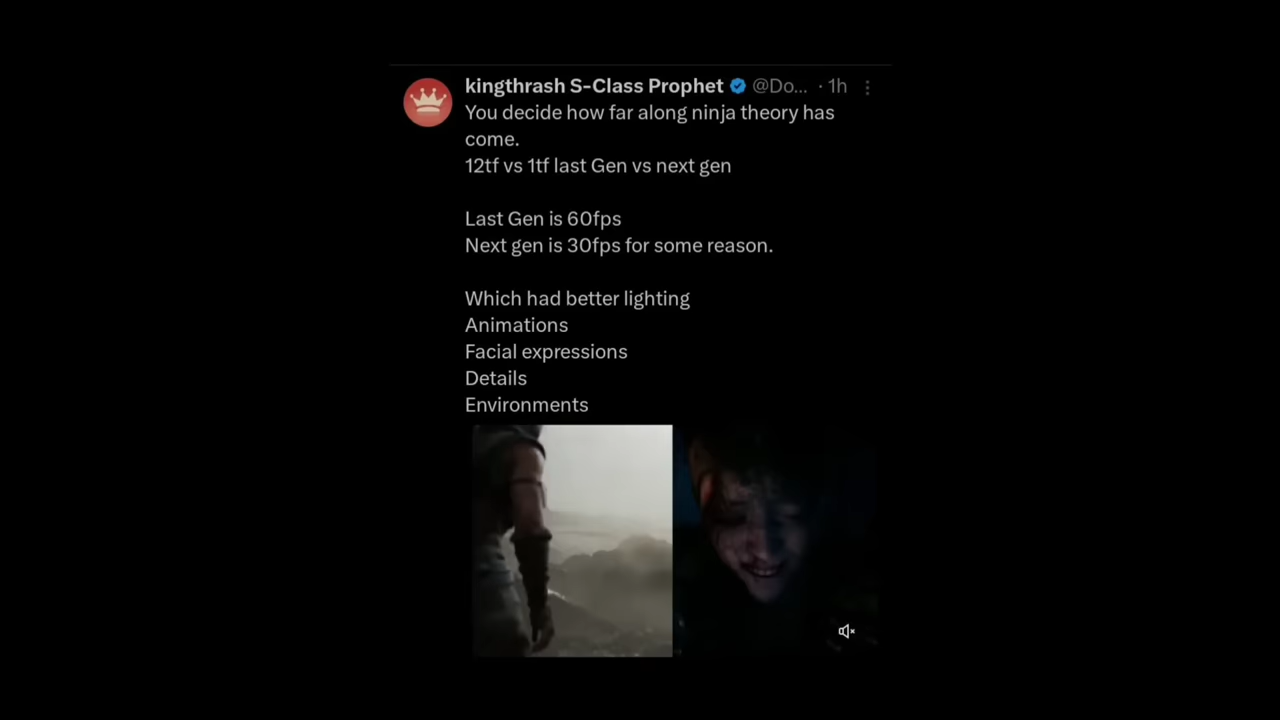 kingthrash S-Class Prophet @Do... · 1h
You decide how far along ninja theory has
come.
12tf vs 1tf last Gen vs next gen
Last Gen is 60fps
Next gen is 30fps for some reason.
Which had better lighting
Animations
Facial expressions
Details
Environments